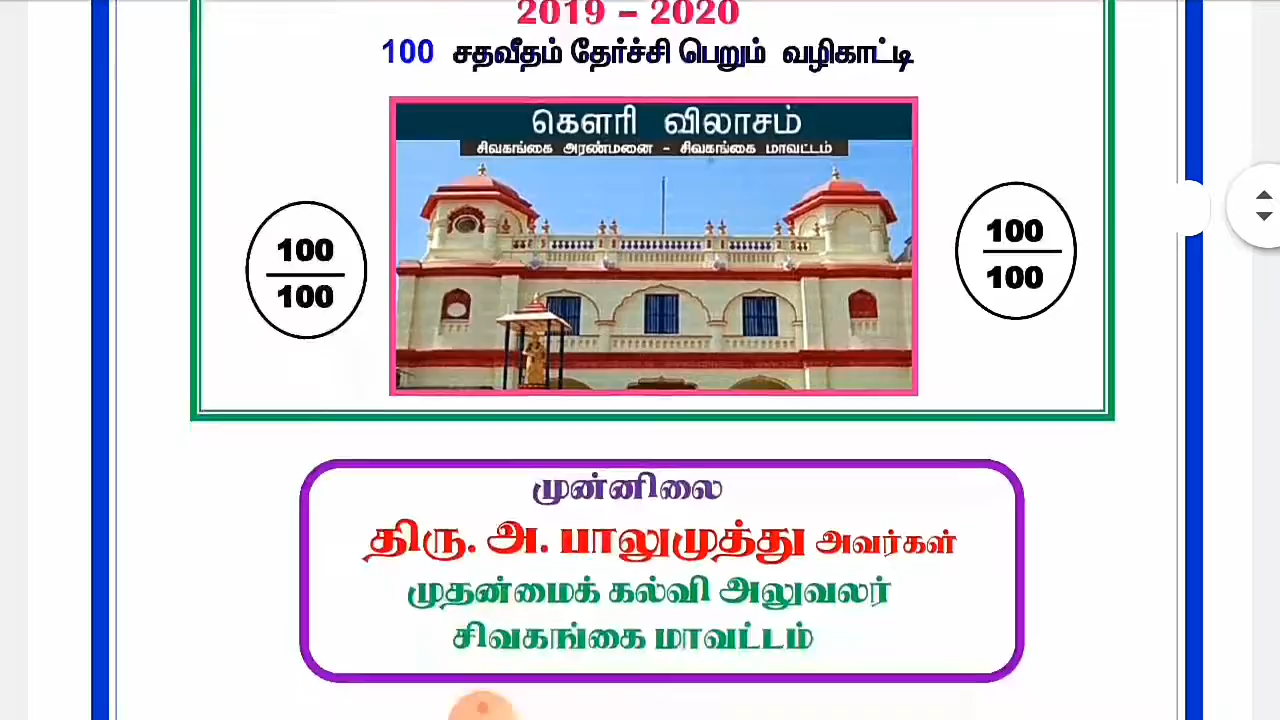 2019 – 2020
100 சதவீதம் தேர்ச்சி பெறும் வழிகாட்டி
கௌரி விலாசம்
சிவகங்கை அரண்மனை - சிவகங்கை மாவட்டம்
100
100
100
100
முன்னிலை
திரு. அ. பாலுமுத்து அவர்கள்
முதன்மைக் கல்வி அலுவலர்
சிவகங்கை மாவட்டம்